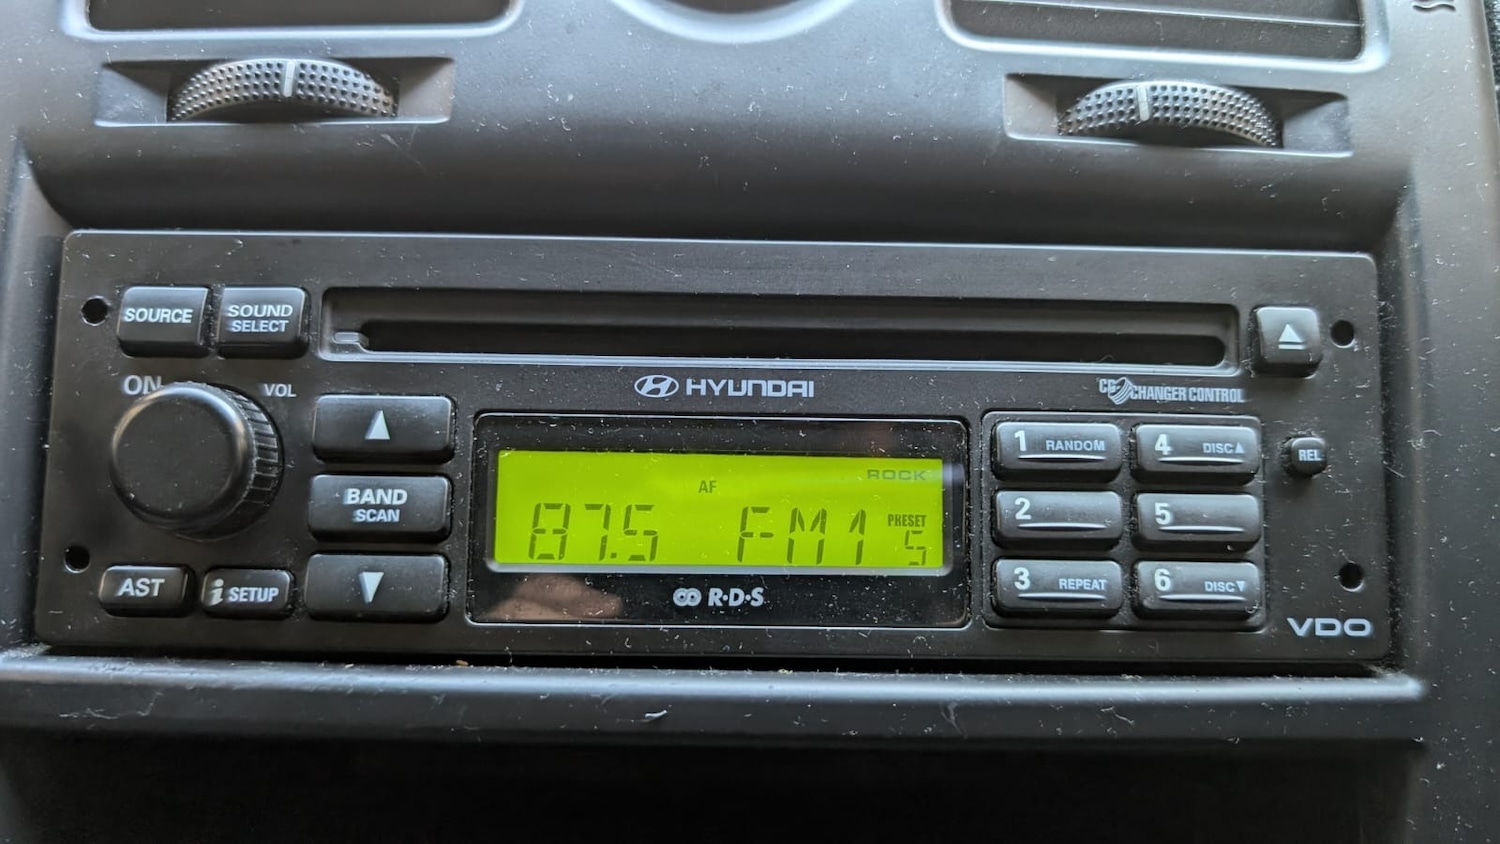 SOURCE
SOUND
SELECT
ON
VOL
HYUNDAI
CD CHANGER CONTROL
BAND
SCAN
AST
i SETUP
ROCK
AF
87.5 FM1 PRESET 5
R·D·S
1 RANDOM
4 DISC▲
2
5
3 REPEAT
6 DISC▼
REL
VDO